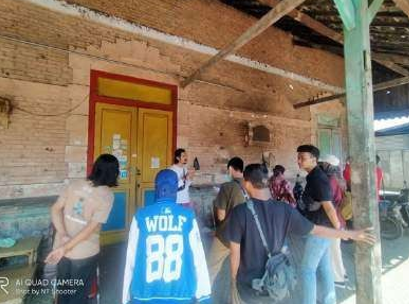 WOLF
88
AI QUAD CAMERA
Shot by NT Shooter